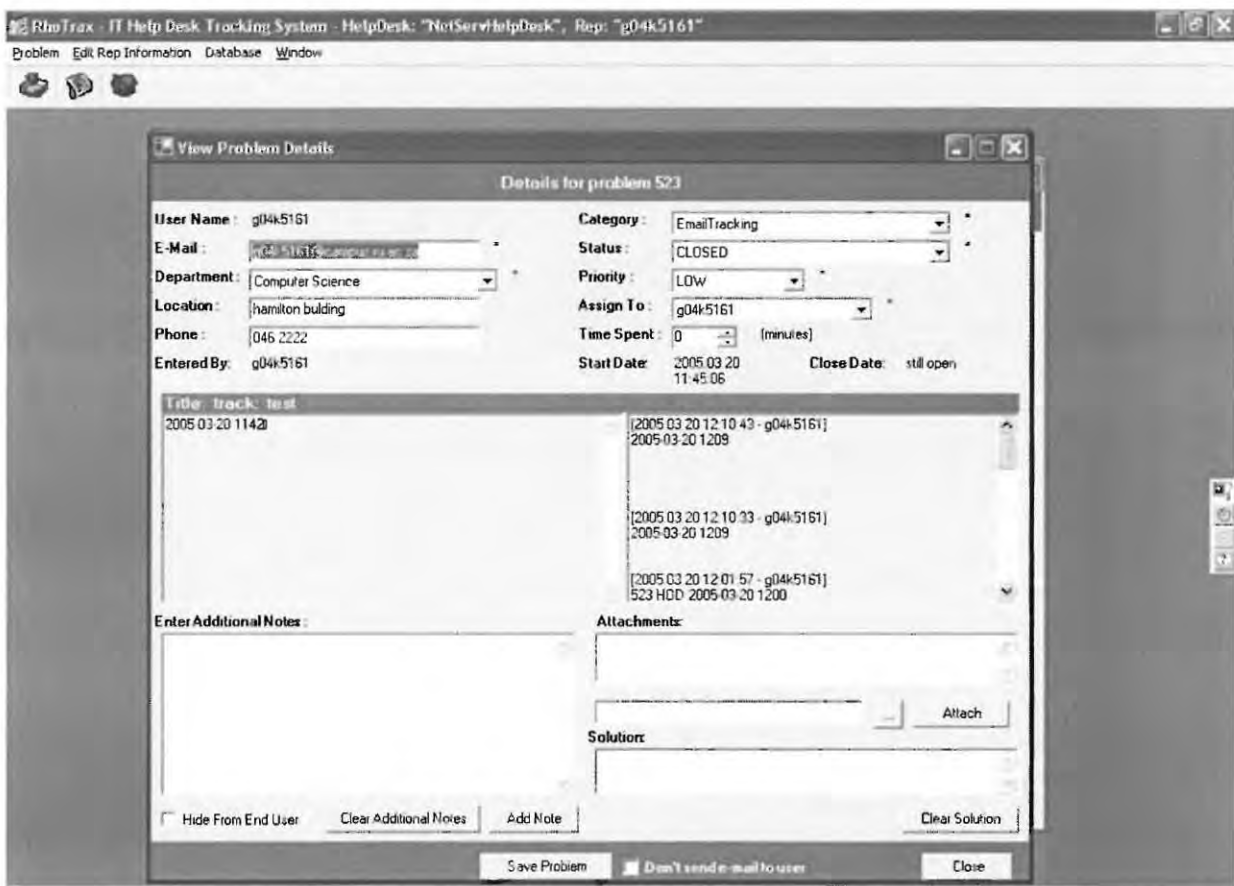 RhoTrax - IT Help Desk Tracking System - HelpDesk: "NetServHelpDesk", Rep: "g04k5161"
Problem Edit Rep Information Database Window
View Problem Details
Details for problem 523
User Name : g04k5161
Category : EmailTracking *
E-Mail : *
Status : CLOSED *
Department : Computer Science *
Priority : LOW *
Location : hamilton bulding
Assign To : g04k5161 *
Phone : 046 2222
Time Spent : 0 (minutes)
Entered By: g04k5161
Start Date: 2005 03 20
11:45:06
Close Date: still open
Title: track: test
2005-03-20 1142
[2005 03 20 12:10:43 - g04k5161]
2005-03-20 1209
[2005 03 20 12:10:33 - g04k5161]
2005-03-20 1209
[2005 03 20 12:01:57 - g04k5161]
523 HDD 2005-03-20 1200
Enter Additional Notes :
Attachments:
... Attach
Solution:
Hide From End User Clear Additional Notes Add Note Clear Solution
Save Problem Don't send e-mail to user Close